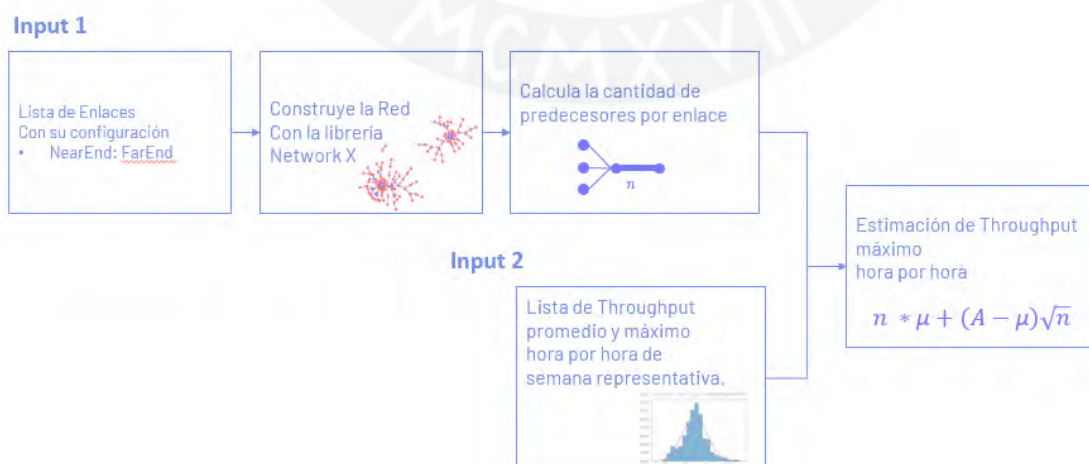 MCMXVII
Input 1
Lista de Enlaces
Con su configuración
• NearEnd: FarEnd
Construye la Red
Con la librería
Network X
Calcula la cantidad de
predecesores por enlace
n
Input 2
Lista de Throughput
promedio y máximo
hora por hora de
semana representativa.
Estimación de Throughput
máximo
hora por hora
n * μ + (A − μ)√n